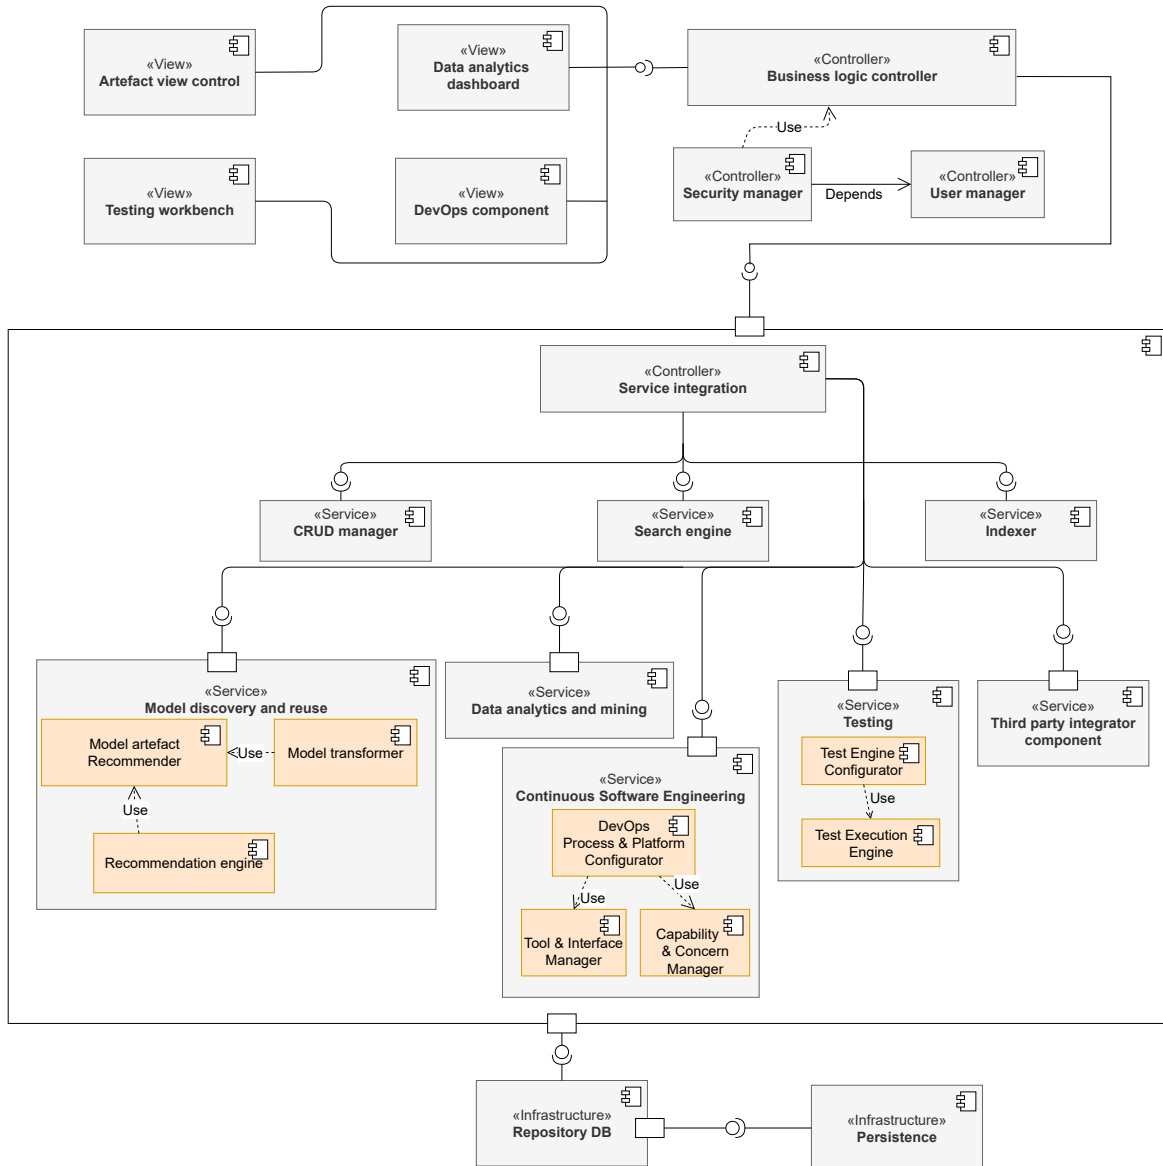 «View»
Artefact view control
«View»
Data analytics
dashboard
«Controller»
Business logic controller
Use
«View»
Testing workbench
«View»
DevOps component
«Controller»
Security manager
Depends
«Controller»
User manager
«Controller»
Service integration
«Service»
CRUD manager
«Service»
Search engine
«Service»
Indexer
«Service»
Model discovery and reuse
Model artefact
Recommender
Use
Model transformer
Use
Recommendation engine
«Service»
Data analytics and mining
«Service»
Continuous Software Engineering
DevOps
Process & Platform
Configurator
Use
Use
Tool & Interface
Manager
Capability
& Concern
Manager
«Service»
Testing
Test Engine
Configurator
Use
Test Execution
Engine
«Service»
Third party integrator
component
«Infrastructure»
Repository DB
«Infrastructure»
Persistence